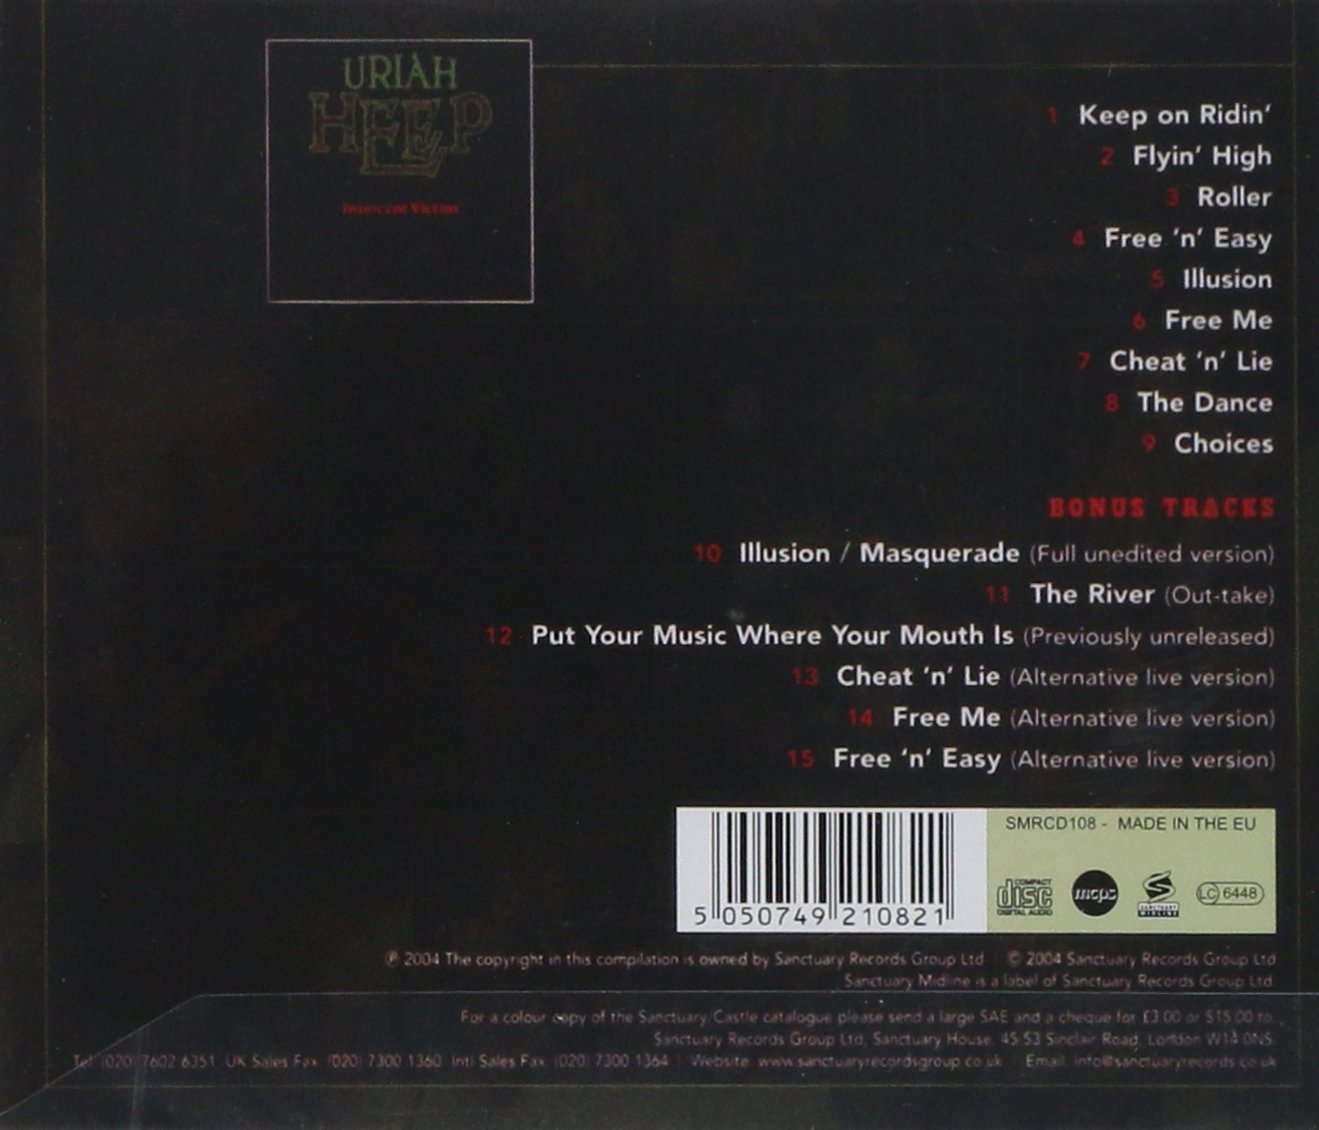 URIAH
HEEP
Innocent Victim
1 Keep on Ridin'
2 Flyin' High
3 Roller
4 Free 'n' Easy
5 Illusion
6 Free Me
7 Cheat 'n' Lie
8 The Dance
9 Choices
BONUS TRACKS
10 Illusion / Masquerade (Full unedited version)
11 The River (Out-take)
12 Put Your Music Where Your Mouth Is (Previously unreleased)
13 Cheat 'n' Lie (Alternative live version)
14 Free Me (Alternative live version)
15 Free 'n' Easy (Alternative live version)
SMRCD108 - MADE IN THE EU
COMPACT
disc
DIGITAL AUDIO
mcps
SANCTUARY
MIDLINE
LC 6448
5 050749 210821
℗ 2004 The copyright in this compilation is owned by Sanctuary Records Group Ltd © 2004 Sanctuary Records Group Ltd
Sanctuary Midline is a label of Sanctuary Records Group Ltd
For a colour copy of the Sanctuary/Castle catalogue please send a large SAE and a cheque for £3.00 or $15.00 to:
Sanctuary Records Group Ltd, Sanctuary House, 45 53 Sinclair Road, London W14 0NS
Tel: (020) 7602 6351 UK Sales Fax: (020) 7300 1360 Intl Sales Fax: (020) 7300 1364 | Website: www.sanctuaryrecordsgroup.co.uk | Email: info@sanctuaryrecords.co.uk